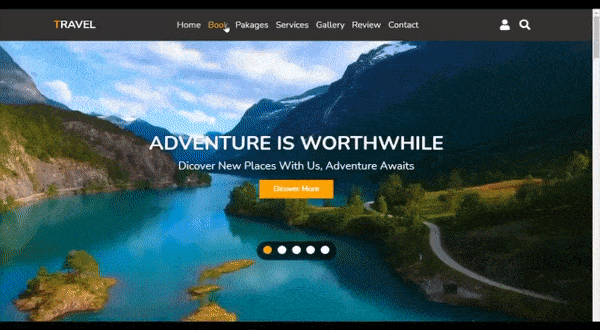 TRAVEL
Home Book Pakages Services Gallery Review Contact
ADVENTURE IS WORTHWHILE
Dicover New Places With Us, Adventure Awaits
Dicover More